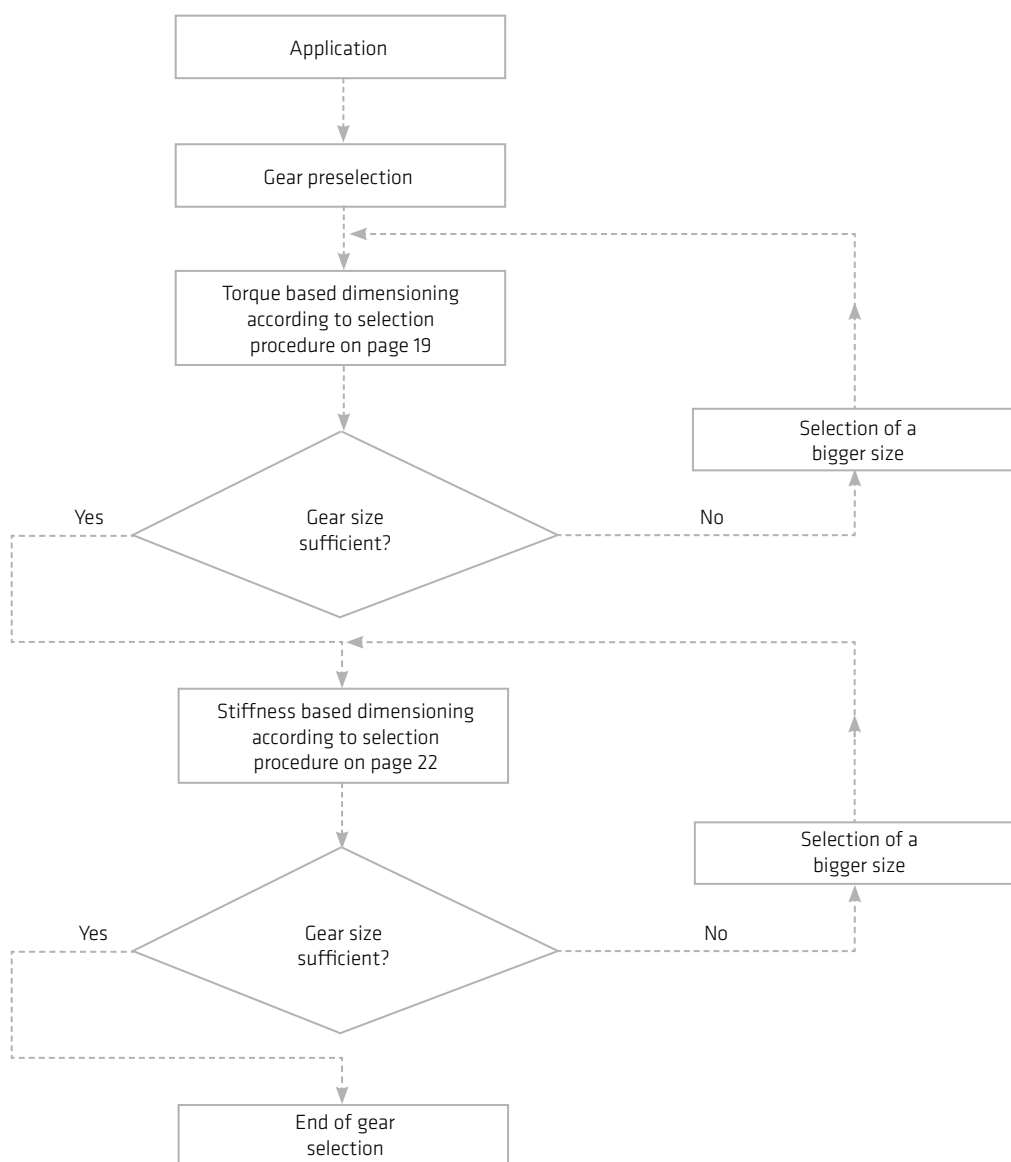 Application
Gear preselection
Torque based dimensioning
according to selection
procedure on page 19
Selection of a
bigger size
Yes
Gear size
sufficient?
No
Stiffness based dimensioning
according to selection
procedure on page 22
Selection of a
bigger size
Yes
Gear size
sufficient?
No
End of gear
selection